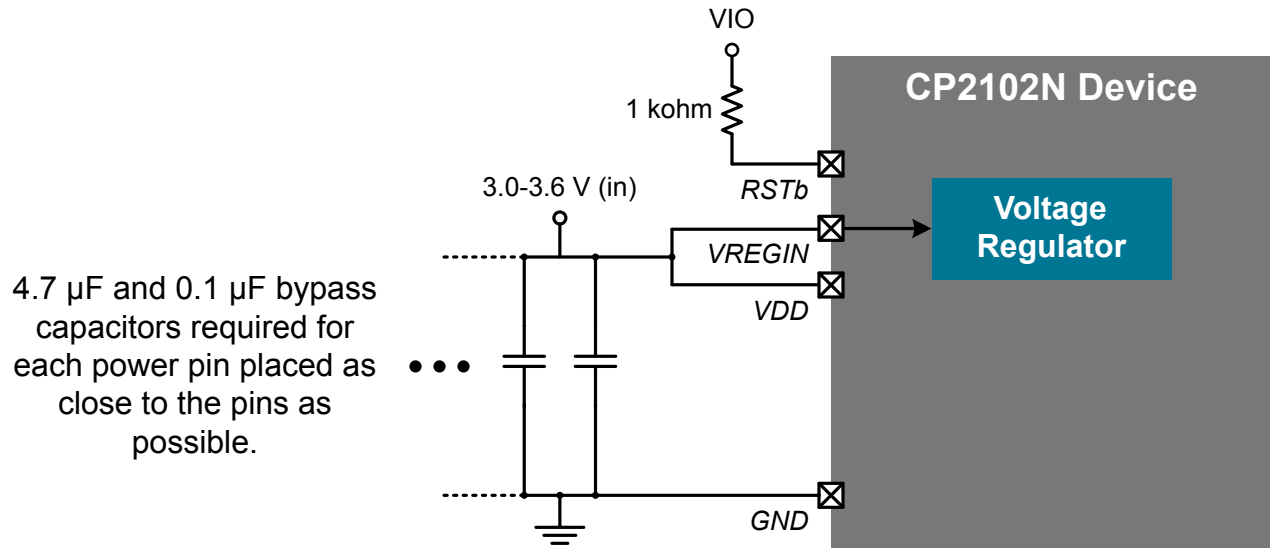 VIO
CP2102N Device
1 kohm
RSTb
3.0-3.6 V (in)
Voltage
Regulator
VREGIN
VDD
4.7 µF and 0.1 µF bypass
capacitors required for
each power pin placed as
close to the pins as
possible.
GND